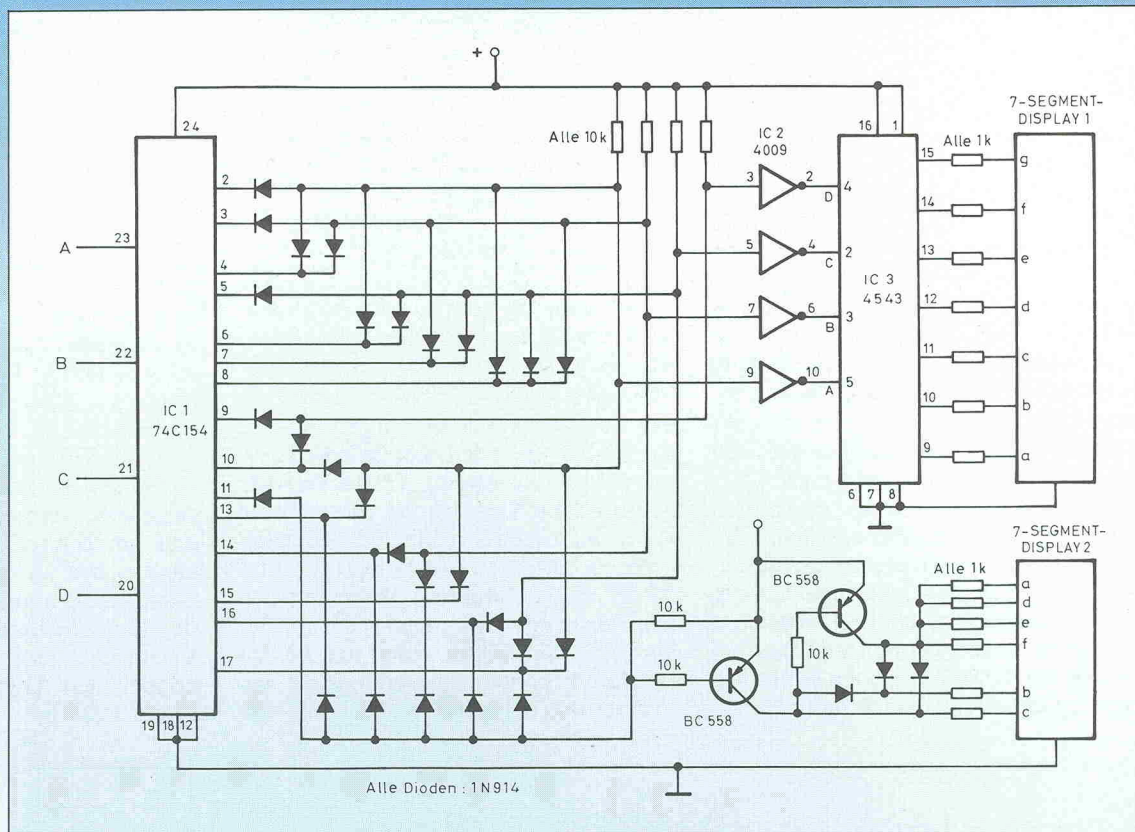 +
24
Alle 10k
IC 2
4009
16
1
7-SEGMENT-
DISPLAY 1
Alle 1k
2
3
4
5
6
7
8
9
10
11
13
14
15
16
17
A
23
B
22
C
21
D
20
IC 1
74C154
19
18
12
3
2
4
D
5
4
2
C
7
6
3
B
9
10
5
A
IC 3
4543
15
14
13
12
11
10
9
6
7
8
g
f
e
d
c
b
a
7-SEGMENT-
DISPLAY 2
Alle 1k
BC 558
10 k
10 k
10k
BC 558
a
d
e
f
b
c
Alle Dioden : 1N914